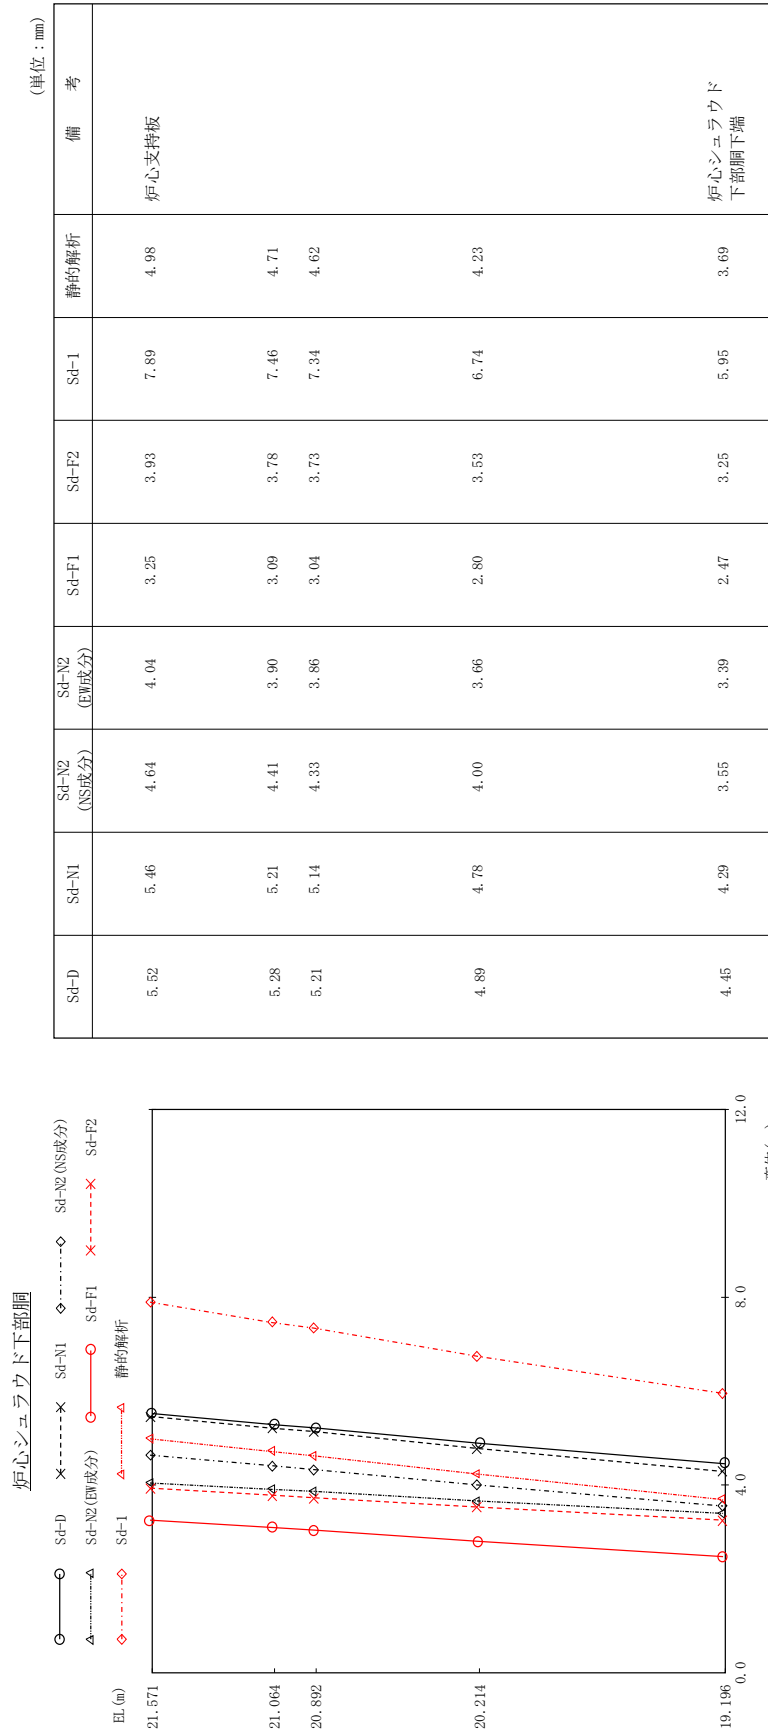 炉心シュラウド下部胴
Sd-D
Sd-N1
Sd-N2(NS成分)
Sd-N2(EW成分)
Sd-F1
Sd-F2
Sd-1
静的解析
EL(m)
21.571
21.064
20.892
20.214
19.196
0.0
4.0
8.0
12.0
(単位：mm)
Sd-D Sd-N1 Sd-N2 Sd-N2 Sd-F1 Sd-F2 Sd-1 静的解析 備 考
(NS成分) (EW成分)
5.52 5.46 4.64 4.04 3.25 3.93 7.89 4.98 炉心支持板
5.28 5.21 4.41 3.90 3.09 3.78 7.46 4.71
5.21 5.14 4.33 3.86 3.04 3.73 7.34 4.62
4.89 4.78 4.00 3.66 2.80 3.53 6.74 4.23
4.45 4.29 3.55 3.39 2.47 3.25 5.95 3.69 炉心シュラウド
下部胴下端